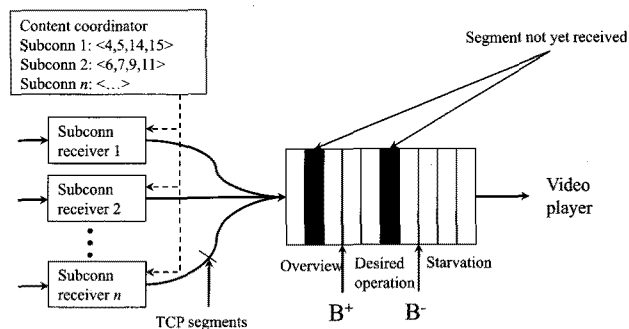 Content coordinator
Subconn 1: <4,5,14,15>
Subconn 2: <6,7,9,11>
Subconn n: <...>
Segment not yet received
Subconn
receiver 1
Subconn
receiver 2
Subconn
receiver n
TCP segments
Overview
Desired
operation
Starvation
B+
B-
Video
player